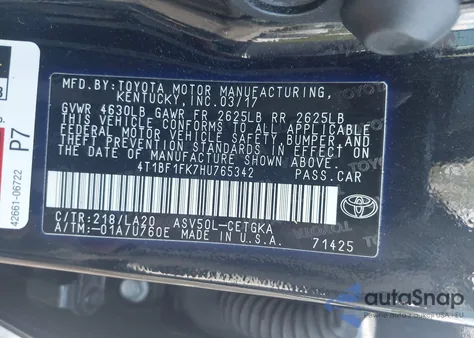 MFD. BY: TOYOTA MOTOR MANUFACTURING,
KENTUCKY, INC. 03/17
GVWR 4630LB GAWR FR 2625LB RR 2625LB
THIS VEHICLE CONFORMS TO ALL APPLICABLE
FEDERAL MOTOR VEHICLE SAFETY, BUMPER, AND
THEFT PREVENTION STANDARDS IN EFFECT ON
THE DATE OF MANUFACTURE SHOWN ABOVE.
4T1BF1FK7HU765342 PASS.CAR
C/TR:218/LA20 ASV50L-CETGKA
A/TM:-01A/U760E MADE IN U.S.A.
71425
TOYOTA
P7
42661-06722
autoSnap